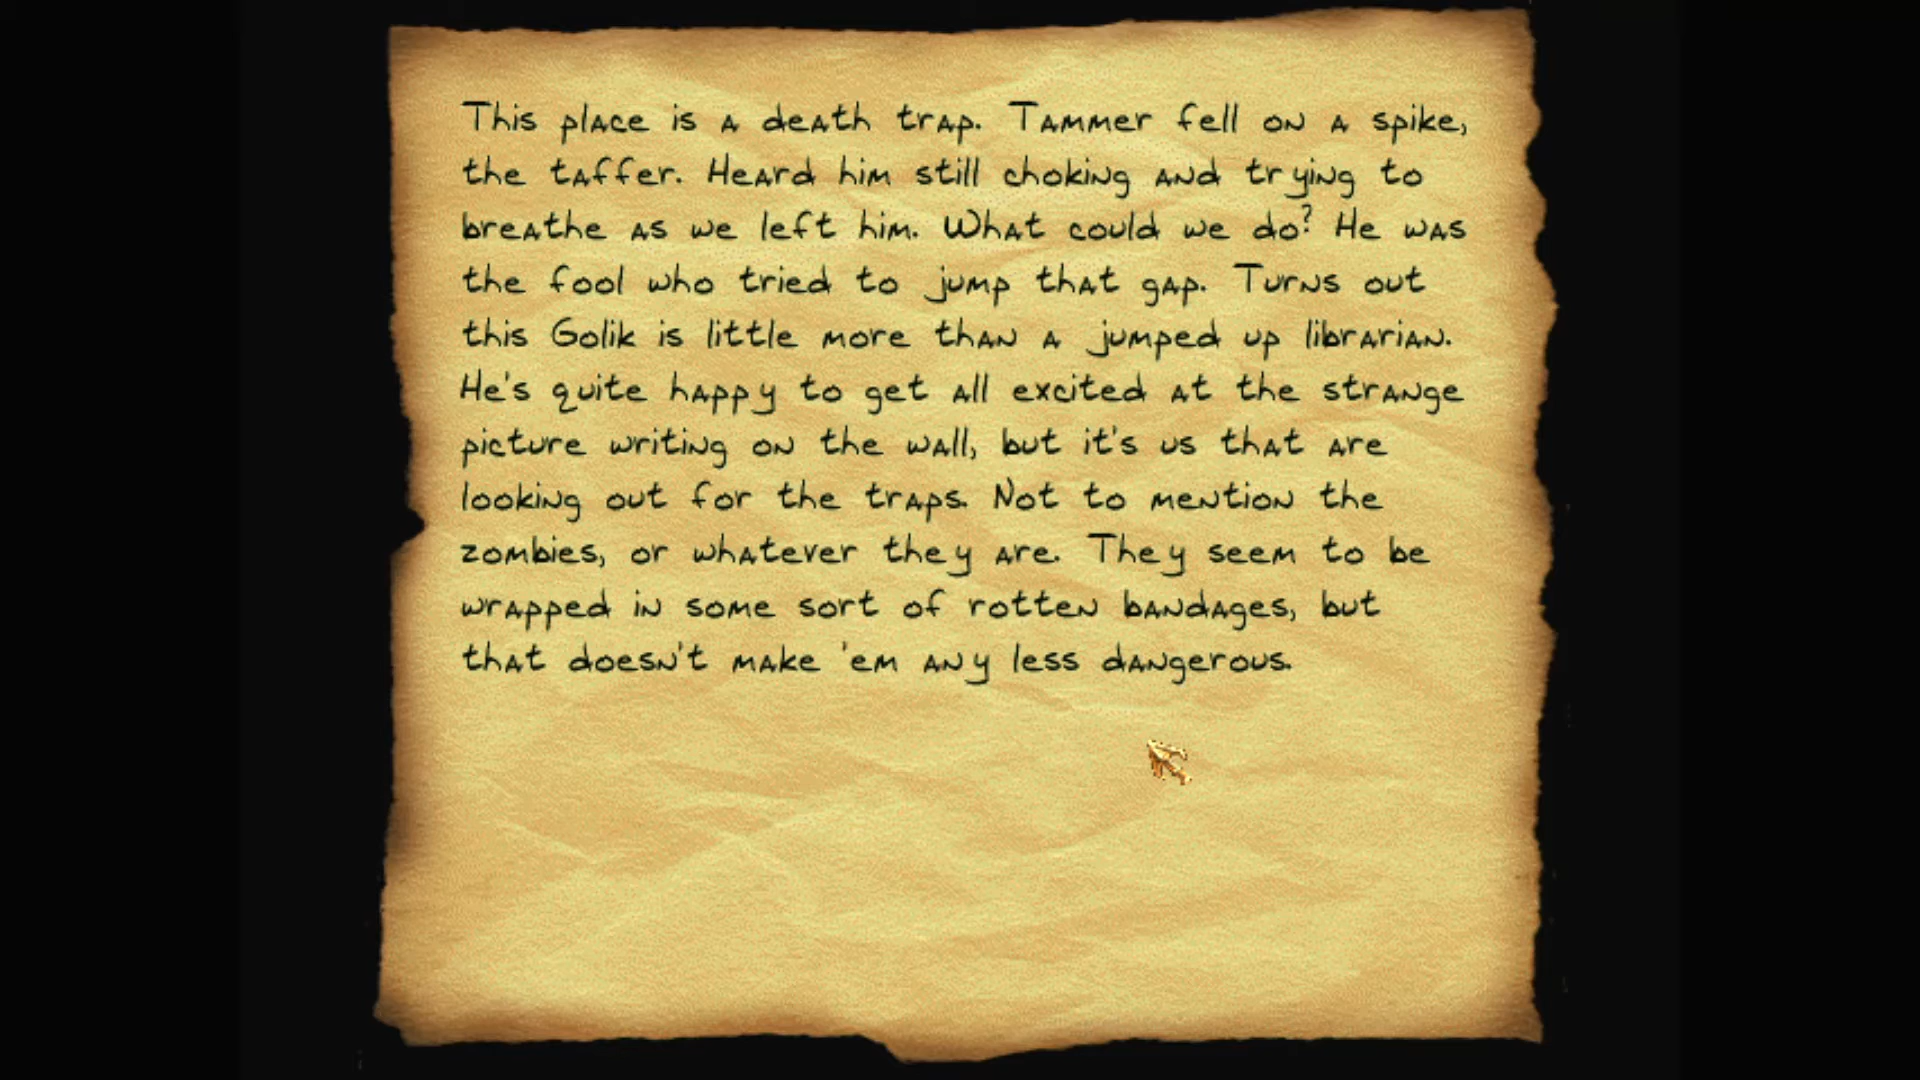 This place is a death trap. Tammer fell on a spike,
the taffer. Heard him still choking and trying to
breathe as we left him. What could we do? He was
the fool who tried to jump that gap. Turns out
this Golik is little more than a jumped up librarian.
He's quite happy to get all excited at the strange
picture writing on the wall, but it's us that are
looking out for the traps. Not to mention the
zombies, or whatever they are. They seem to be
wrapped in some sort of rotten bandages, but
that doesn't make 'em any less dangerous.